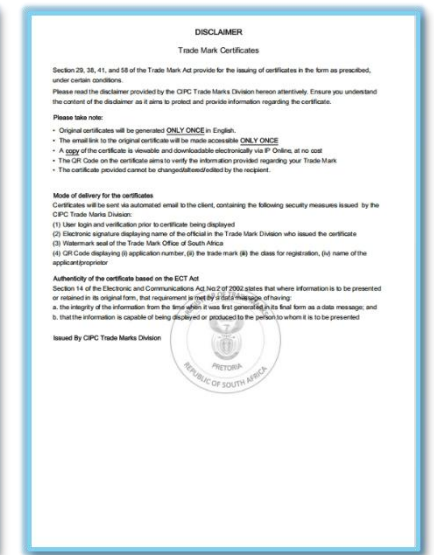 DISCLAIMER
Trade Mark Certificates
Section 29, 38, 41, and 58 of the Trade Mark Act provide for the issuing of certificates in the form as prescribed,
under certain conditions.
Please read the disclaimer provided by the CIPC Trade Marks Division hereon attentively. Ensure you understand
the content of the disclaimer as it aims to protect and provide information regarding the certificate.
Please take note:
• Original certificates will be generated ONLY ONCE in English.
• The email link to the original certificate will be made accessible ONLY ONCE
• A copy of the certificate is viewable and downloadable electronically via IP Online, at no cost
• The QR Code on the certificate aims to verify the information provided regarding your Trade Mark
• The certificate provided cannot be changed/altered/edited by the recipient.
Mode of delivery for the certificates
Certificates will be sent via automated email to the client, containing the following security measures issued by the
CIPC Trade Marks Division:
(1) User login and verification prior to certificate being displayed
(2) Electronic signature displaying name of the official in the Trade Mark Division who issued the certificate
(3) Watermark seal of the Trade Mark Office of South Africa
(4) QR Code displaying (i) application number, (ii) the trade mark (iii) the class for registration, (iv) name of the
applicant/proprietor
Authenticity of the certificate based on the ECT Act
Section 14 of the Electronic and Communications Act, No.2 of 2002 states that where information is to be presented
or retained in its original form, that requirement is met by a data message of having:
a. the integrity of the information from the time when it was first generated in its final form as a data message; and
b. that the information is capable of being displayed or produced to the person to whom it is to be presented
Issued By CIPC Trade Marks Division
PRETORIA
REPUBLIC OF SOUTH AFRICA